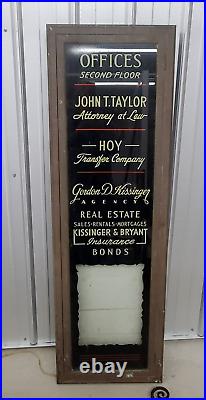 OFFICES
SECOND FLOOR
JOHN T. TAYLOR
Attorney at Law
HOY
Transfer Company
Gordon D. Kissinger
AGENCY
REAL ESTATE
SALES-RENTALS-MORTGAGES
KISSINGER & BRYANT
Insurance
BONDS